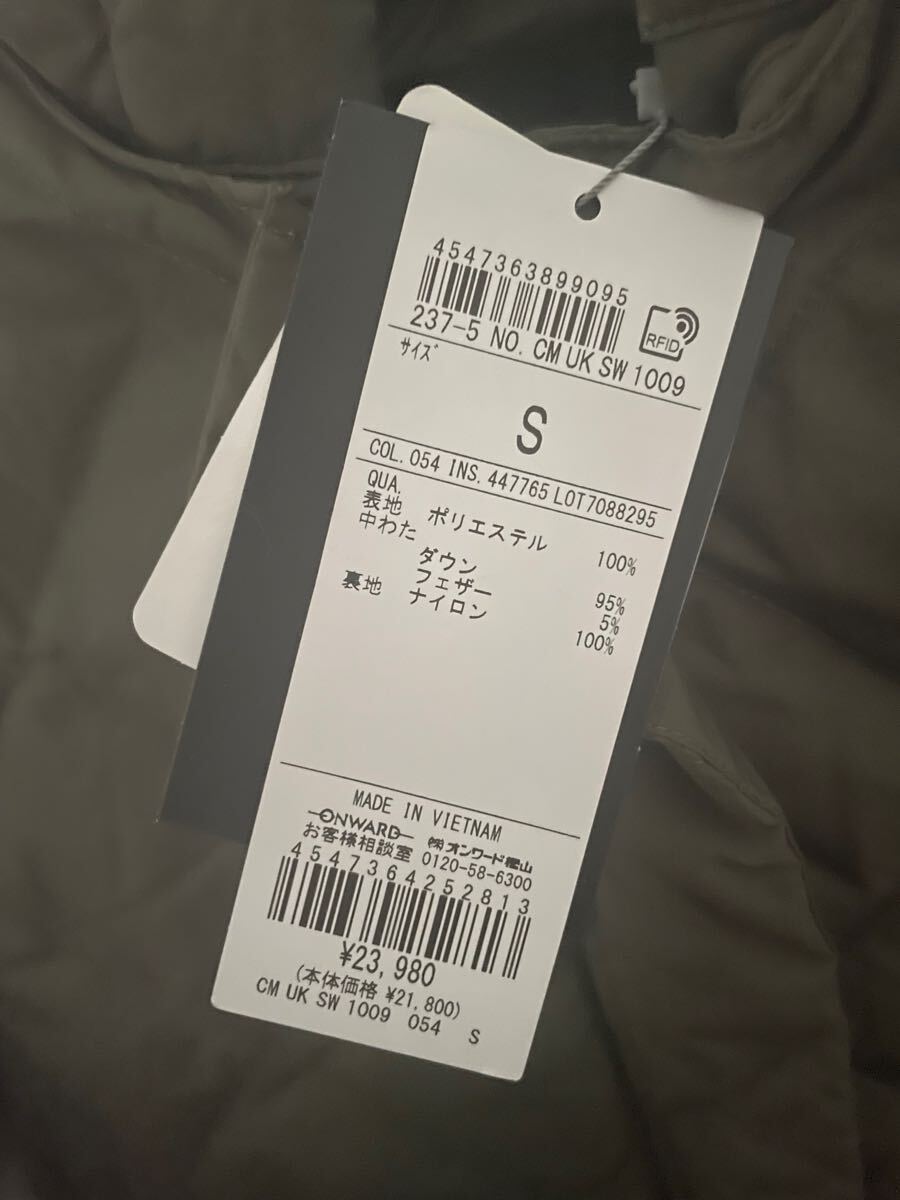 4547363899095
237-5 NO. CM UK SW 1009
RFID
サイズ
S
COL. 054 INS. 447765 LOT7088295
QUA.
表地 ポリエステル 100%
中わた
ダウン 95%
フェザー 5%
裏地 ナイロン 100%
MADE IN VIETNAM
ONWARD ㈱オンワード樫山
お客様相談室 0120-58-6300
4547364252813
¥23,980
(本体価格 ¥21,800)
CM UK SW 1009 054 S